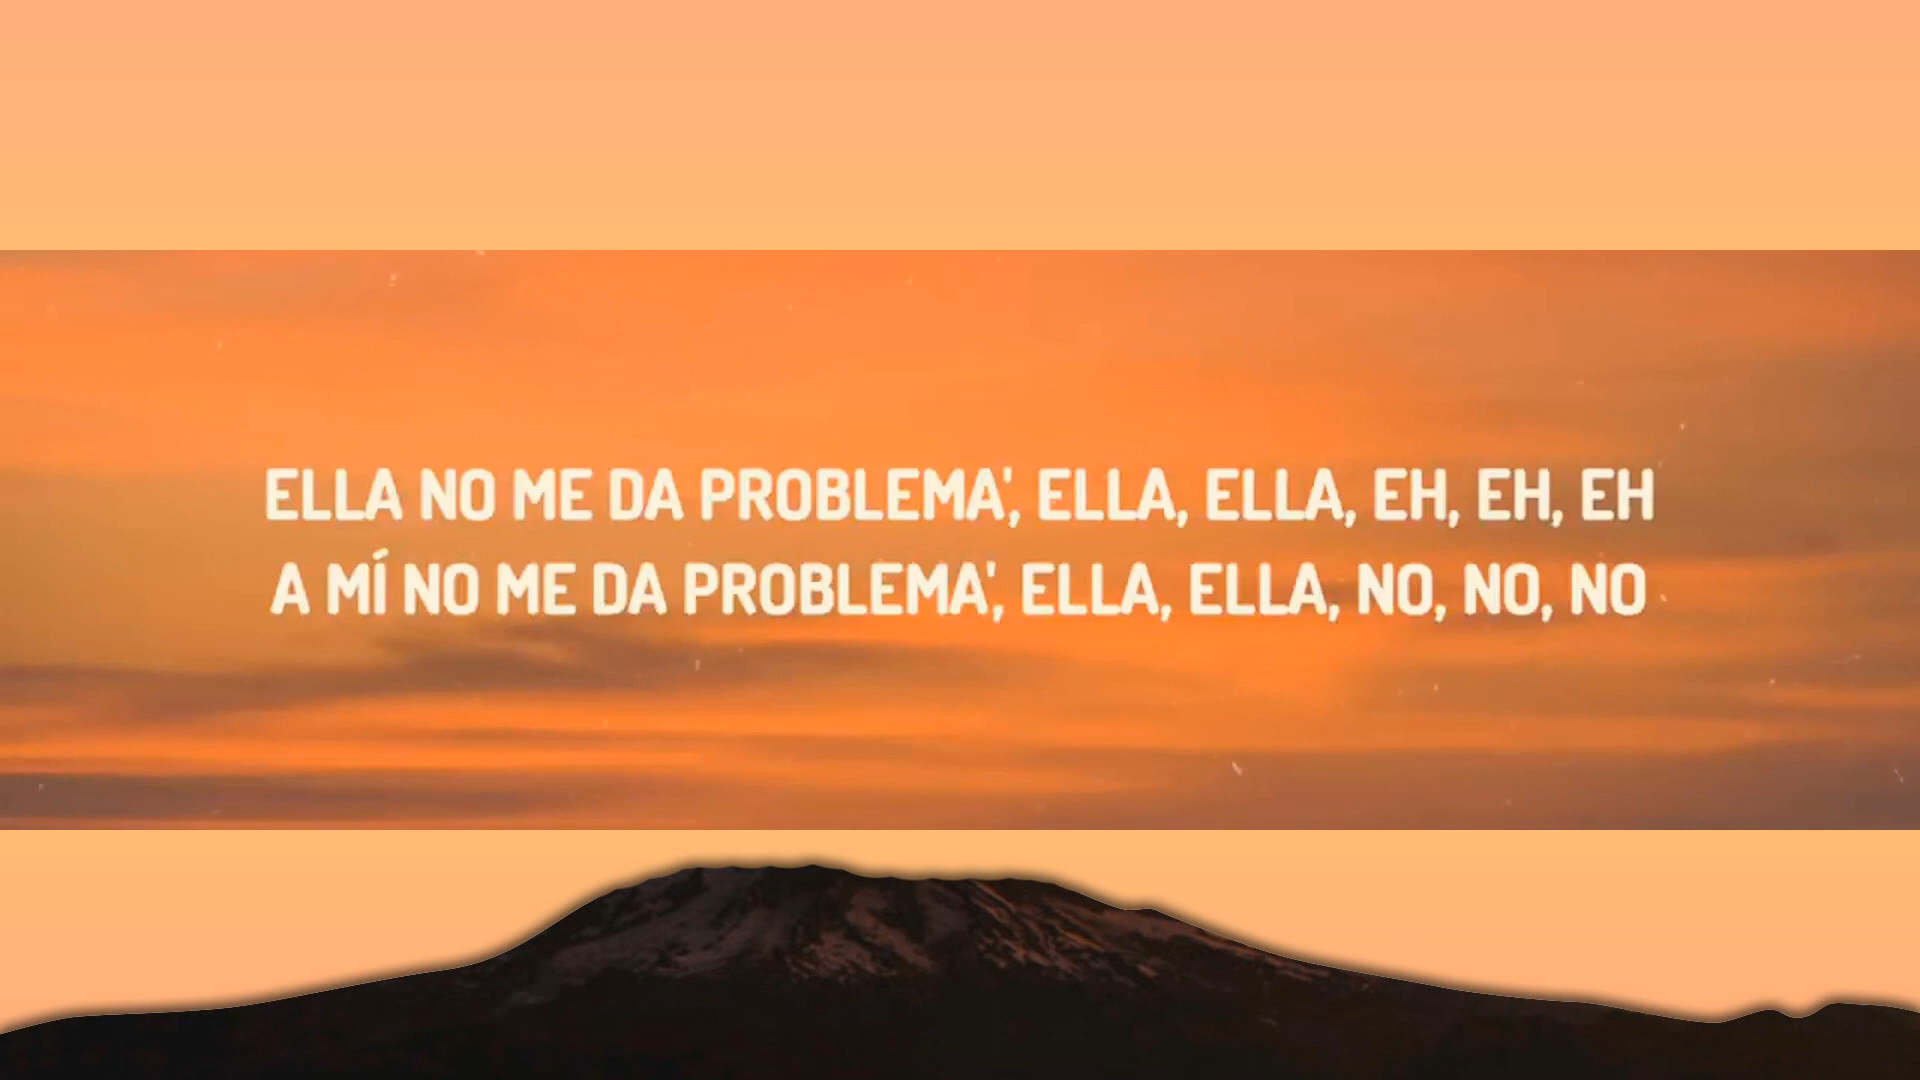 ELLA NO ME DA PROBLEMA', ELLA, ELLA, EH, EH, EH
A MÍ NO ME DA PROBLEMA', ELLA, ELLA, NO, NO, NO